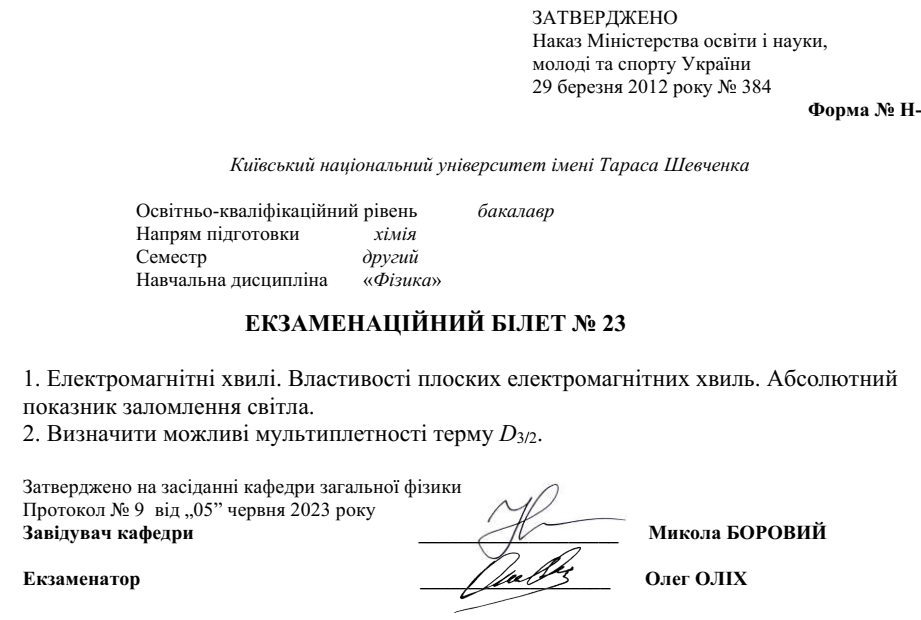 ЗАТВЕРДЖЕНО
Наказ Міністерства освіти і науки,
молоді та спорту України
29 березня 2012 року № 384
Форма № Н-
Київський національний університет імені Тараса Шевченка
Освітньо-кваліфікаційний рівень бакалавр
Напрям підготовки хімія
Семестр другий
Навчальна дисципліна «Фізика»
ЕКЗАМЕНАЦІЙНИЙ БІЛЕТ № 23
1. Електромагнітні хвилі. Властивості плоских електромагнітних хвиль. Абсолютний
показник заломлення світла.
2. Визначити можливі мультиплетності терму D3/2.
Затверджено на засіданні кафедри загальної фізики
Протокол № 9 від „05” червня 2023 року
Завідувач кафедри Микола БОРОВИЙ
Екзаменатор Олег ОЛІХ